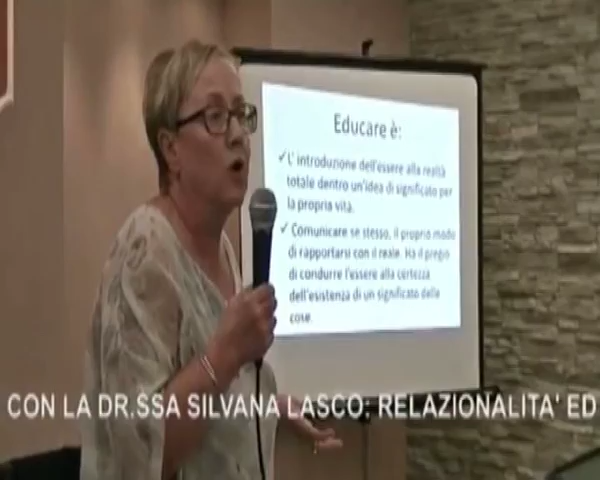 Educare è:
✓L' introduzione dell'essere alla realtà
totale dentro un'idea di significato per
la propria vita.
✓ Comunicare se stesso, il proprio modo
di rapportarsi con il reale. Ha il pregio
di condurre l'essere alla certezza
dell'esistenza di un significato delle
cose.
CON LA DR.SSA SILVANA LASCO: RELAZIONALITA' ED